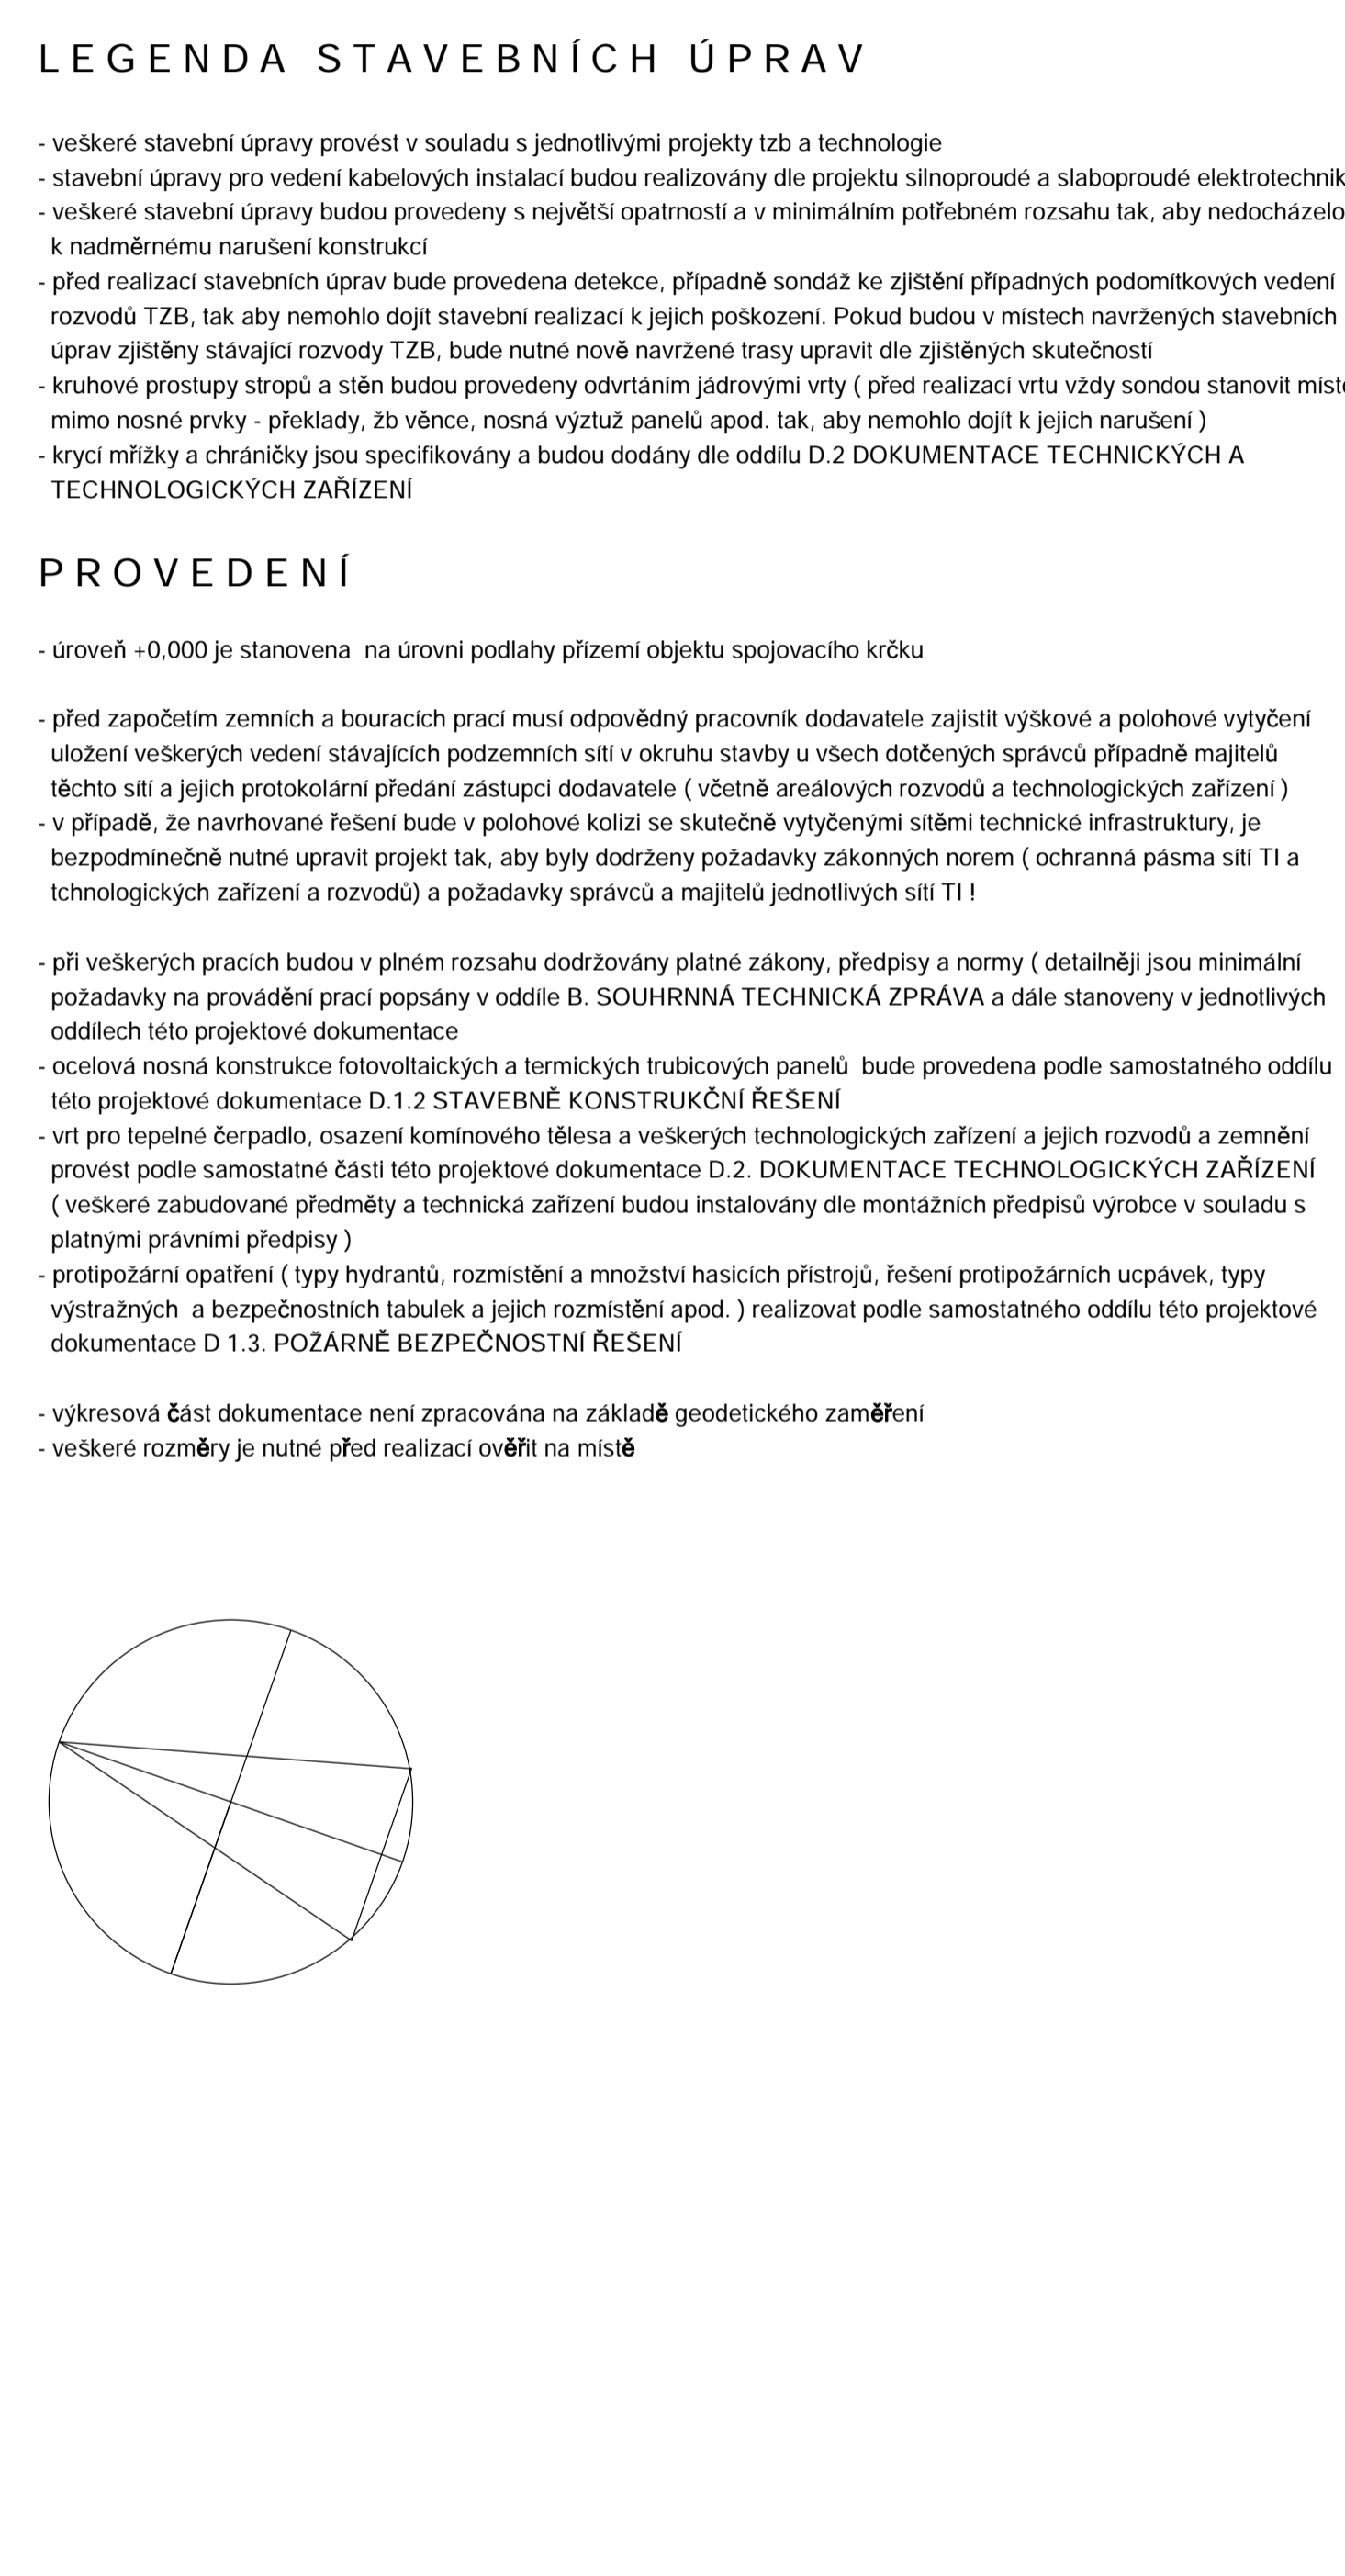 LEGENDA STAVEBNÍCH ÚPRAV
- veškeré stavební úpravy provést v souladu s jednotlivými projekty tzb a technologie
- stavební úpravy pro vedení kabelových instalací budou realizovány dle projektu silnoproudé a slaboproudé elektrotechnik
- veškeré stavební úpravy budou provedeny s největší opatrností a v minimálním potřebném rozsahu tak, aby nedocházelo
k nadměrnému narušení konstrukcí
- před realizací stavebních úprav bude provedena detekce, případně sondáž ke zjištění případných podomítkových vedení
rozvodů TZB, tak aby nemohlo dojít stavební realizací k jejich poškození. Pokud budou v místech navržených stavebních
úprav zjištěny stávající rozvody TZB, bude nutné nově navržené trasy upravit dle zjištěných skutečností
- kruhové prostupy stropů a stěn budou provedeny odvrtáním jádrovými vrty ( před realizací vrtu vždy sondou stanovit míst
mimo nosné prvky - překlady, žb věnce, nosná výztuž panelů apod. tak, aby nemohlo dojít k jejich narušení )
- krycí mřížky a chráničky jsou specifikovány a budou dodány dle oddílu D.2 DOKUMENTACE TECHNICKÝCH A
TECHNOLOGICKÝCH ZAŘÍZENÍ
PROVEDENÍ
- úroveň +0,000 je stanovena  na úrovni podlahy přízemí objektu spojovacího krčku
- před započetím zemních a bouracích prací musí odpovědný pracovník dodavatele zajistit výškové a polohové vytyčení
uložení veškerých vedení stávajících podzemních sítí v okruhu stavby u všech dotčených správců případně majitelů
těchto sítí a jejich protokolární předání zástupci dodavatele ( včetně areálových rozvodů a technologických zařízení )
- v případě, že navrhované řešení bude v polohové kolizi se skutečně vytyčenými sítěmi technické infrastruktury, je
bezpodmínečně nutné upravit projekt tak, aby byly dodrženy požadavky zákonných norem ( ochranná pásma sítí TI a
tchnologických zařízení a rozvodů) a požadavky správců a majitelů jednotlivých sítí TI !
- při veškerých pracích budou v plném rozsahu dodržovány platné zákony, předpisy a normy ( detailněji jsou minimální
požadavky na provádění prací popsány v oddíle B. SOUHRNNÁ TECHNICKÁ ZPRÁVA a dále stanoveny v jednotlivých
oddílech této projektové dokumentace
- ocelová nosná konstrukce fotovoltaických a termických trubicových panelů  bude provedena podle samostatného oddílu
této projektové dokumentace D.1.2 STAVEBNĚ KONSTRUKČNÍ ŘEŠENÍ
- vrt pro tepelné čerpadlo, osazení komínového tělesa a veškerých technologických zařízení a jejich rozvodů a zemnění
provést podle samostatné části této projektové dokumentace D.2. DOKUMENTACE TECHNOLOGICKÝCH ZAŘÍZENÍ
( veškeré zabudované předměty a technická zařízení budou instalovány dle montážních předpisů výrobce v souladu s
platnými právními předpisy )
- protipožární opatření ( typy hydrantů, rozmístění a množství hasicích přístrojů, řešení protipožárních ucpávek, typy
výstražných  a bezpečnostních tabulek a jejich rozmístění apod. ) realizovat podle samostatného oddílu této projektové
dokumentace D 1.3. POŽÁRNĚ BEZPEČNOSTNÍ ŘEŠENÍ
- výkresová část dokumentace není zpracována na základě geodetického zaměření
- veškeré rozměry je nutné před realizací ověřit na místě